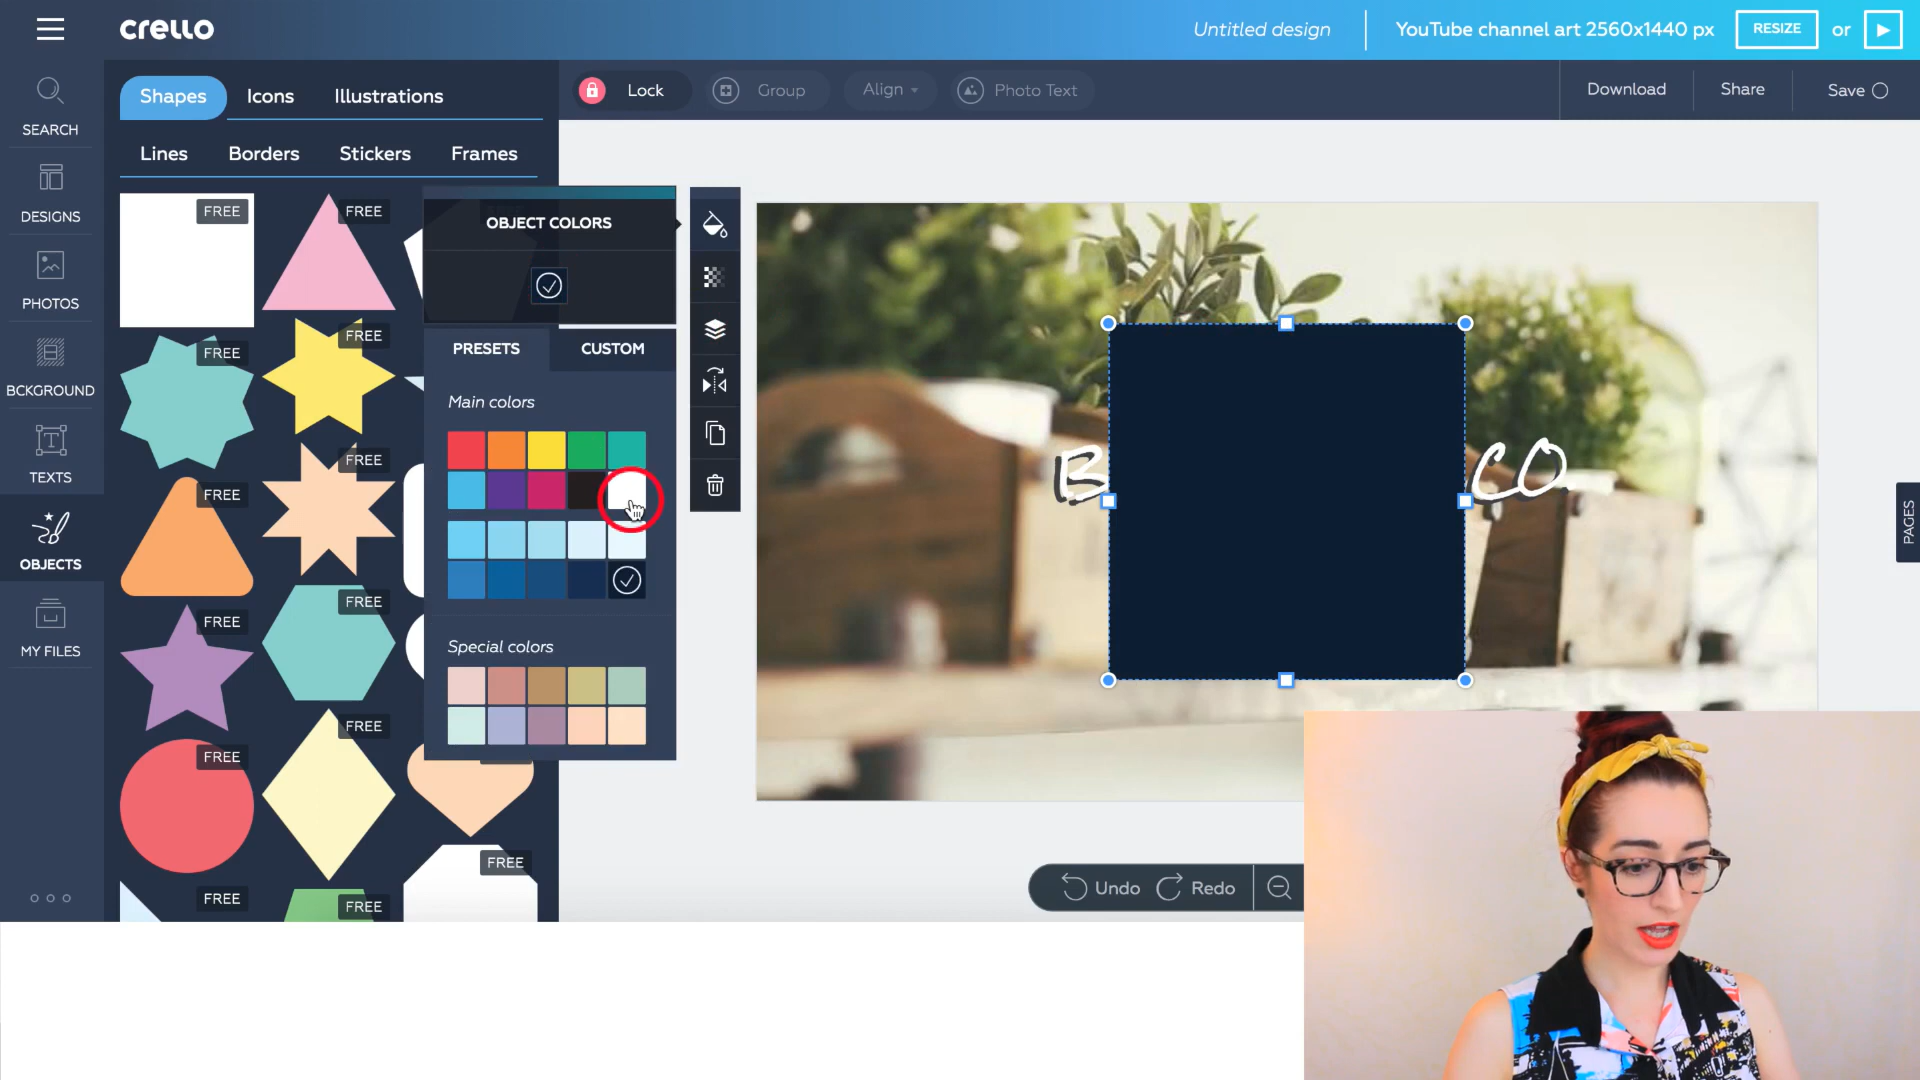 crello
Untitled design
YouTube channel art 2560x1440 px
RESIZE
or
SEARCH
DESIGNS
PHOTOS
BCKGROUND
TEXTS
OBJECTS
MY FILES
Shapes
Icons
Illustrations
Lines
Borders
Stickers
Frames
Lock
Group
Align
Photo Text
Download
Share
Save
FREE
FREE
FREE
FREE
FREE
FREE
FREE
FREE
FREE
FREE
FREE
FREE
FREE
OBJECT COLORS
PRESETS
CUSTOM
Main colors
Special colors
B
CO.
PAGES
Undo
Redo